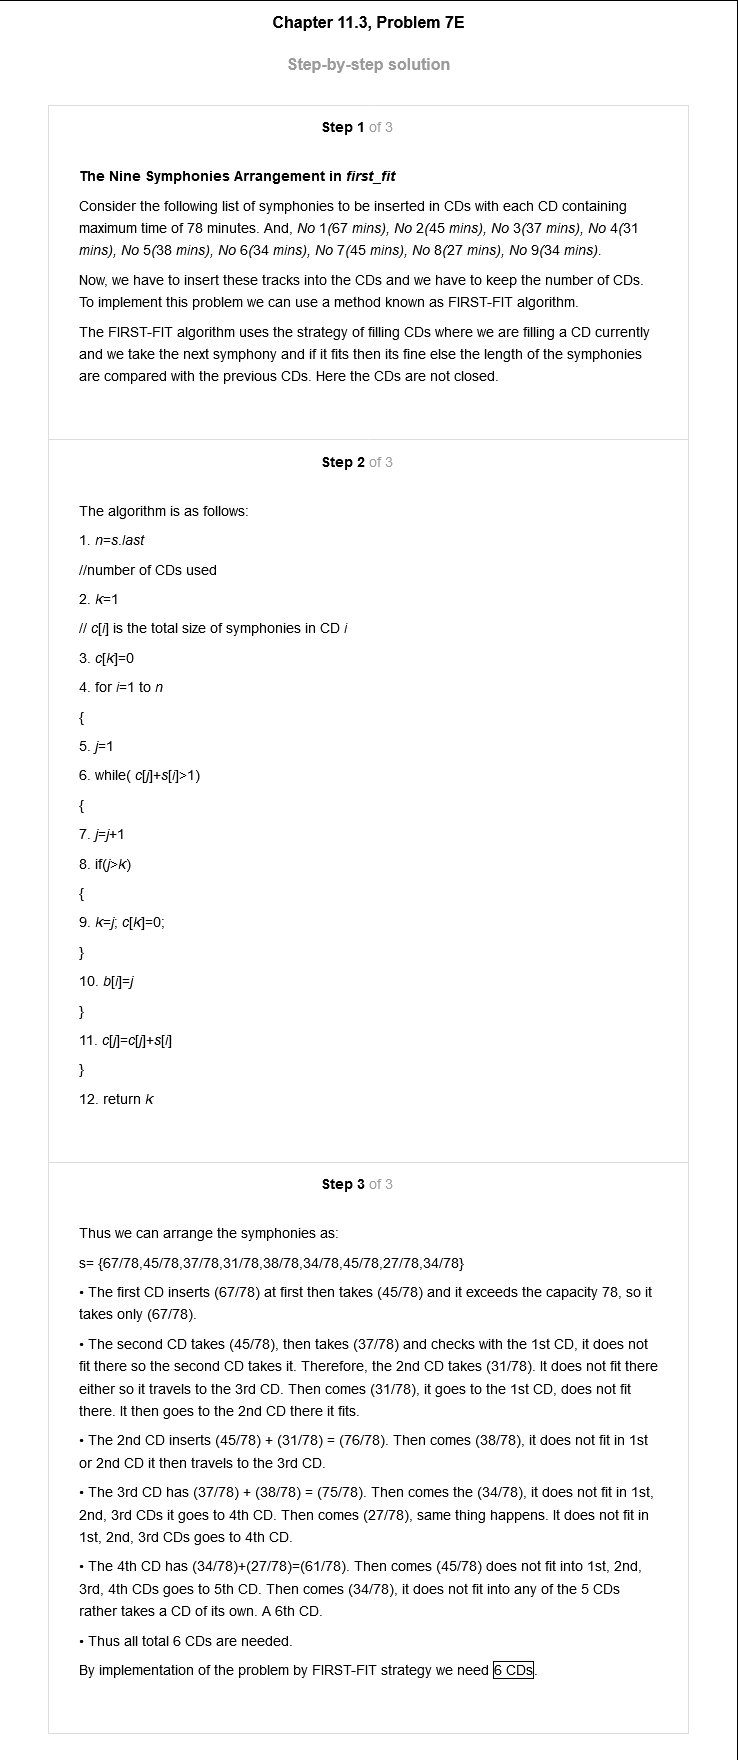 Chapter 11.3, Problem 7E
Step-by-step solution
Step 1 of 3
The Nine Symphonies Arrangement in first_fit
Consider the following list of symphonies to be inserted in CDs with each CD containing
maximum time of 78 minutes. And, No 1(67 mins), No 2(45 mins), No 3(37 mins), No 4(31
mins), No 5(38 mins), No 6(34 mins), No 7(45 mins), No 8(27 mins), No 9(34 mins).
Now, we have to insert these tracks into the CDs and we have to keep the number of CDs.
To implement this problem we can use a method known as FIRST-FIT algorithm.
The FIRST-FIT algorithm uses the strategy of filling CDs where we are filling a CD currently
and we take the next symphony and if it fits then its fine else the length of the symphonies
are compared with the previous CDs. Here the CDs are not closed.
Step 2 of 3
The algorithm is as follows:
1. n=s.last
//number of CDs used
2. k=1
// c[i] is the total size of symphonies in CD i
3. c[k]=0
4. for i=1 to n
{
5. j=1
6. while( c[j]+s[i]>1)
{
7. j=j+1
8. if(j>k)
{
9. k=j; c[k]=0;
}
10. b[i]=j
}
11. c[j]=c[j]+s[i]
}
12. return k
Step 3 of 3
Thus we can arrange the symphonies as:
s= {67/78,45/78,37/78,31/78,38/78,34/78,45/78,27/78,34/78}
• The first CD inserts (67/78) at first then takes (45/78) and it exceeds the capacity 78, so it
takes only (67/78).
• The second CD takes (45/78), then takes (37/78) and checks with the 1st CD, it does not
fit there so the second CD takes it. Therefore, the 2nd CD takes (31/78). It does not fit there
either so it travels to the 3rd CD. Then comes (31/78), it goes to the 1st CD, does not fit
there. It then goes to the 2nd CD there it fits.
• The 2nd CD inserts (45/78) + (31/78) = (76/78). Then comes (38/78), it does not fit in 1st
or 2nd CD it then travels to the 3rd CD.
• The 3rd CD has (37/78) + (38/78) = (75/78). Then comes the (34/78), it does not fit in 1st,
2nd, 3rd CDs it goes to 4th CD. Then comes (27/78), same thing happens. It does not fit in
1st, 2nd, 3rd CDs goes to 4th CD.
• The 4th CD has (34/78)+(27/78)=(61/78). Then comes (45/78) does not fit into 1st, 2nd,
3rd, 4th CDs goes to 5th CD. Then comes (34/78), it does not fit into any of the 5 CDs
rather takes a CD of its own. A 6th CD.
• Thus all total 6 CDs are needed.
By implementation of the problem by FIRST-FIT strategy we need 6 CDs.